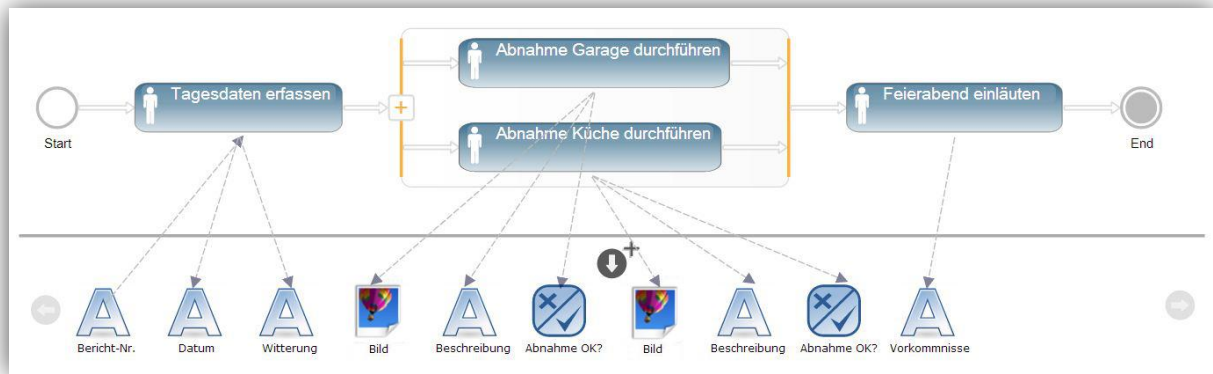 Abnahme Garage durchführen
Tagesdaten erfassen
Feierabend einläuten
Start
Abnahme Küche durchführen
End
Bericht-Nr.
Datum
Witterung
Bild
Beschreibung
Abnahme OK?
Bild
Beschreibung
Abnahme OK?
Vorkommnisse